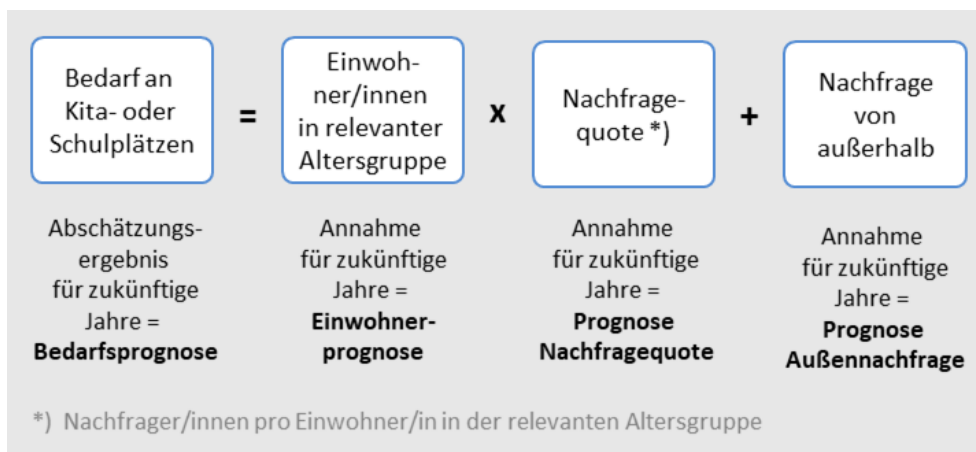 Bedarf an
Kita- oder
Schulplätzen
=
Einwoh-
ner/innen
in relevanter
Altersgruppe
x
Nachfrage-
quote *)
+
Nachfrage
von
außerhalb
Abschätzungs-
ergebnis
für zukünftige
Jahre =
Bedarfsprognose
Annahme
für zukünftige
Jahre =
Einwohner-
prognose
Annahme
für zukünftige
Jahre =
Prognose
Nachfragequote
Annahme
für zukünftige
Jahre =
Prognose
Außennachfrage
*) Nachfrager/innen pro Einwohner/in in der relevanten Altersgruppe